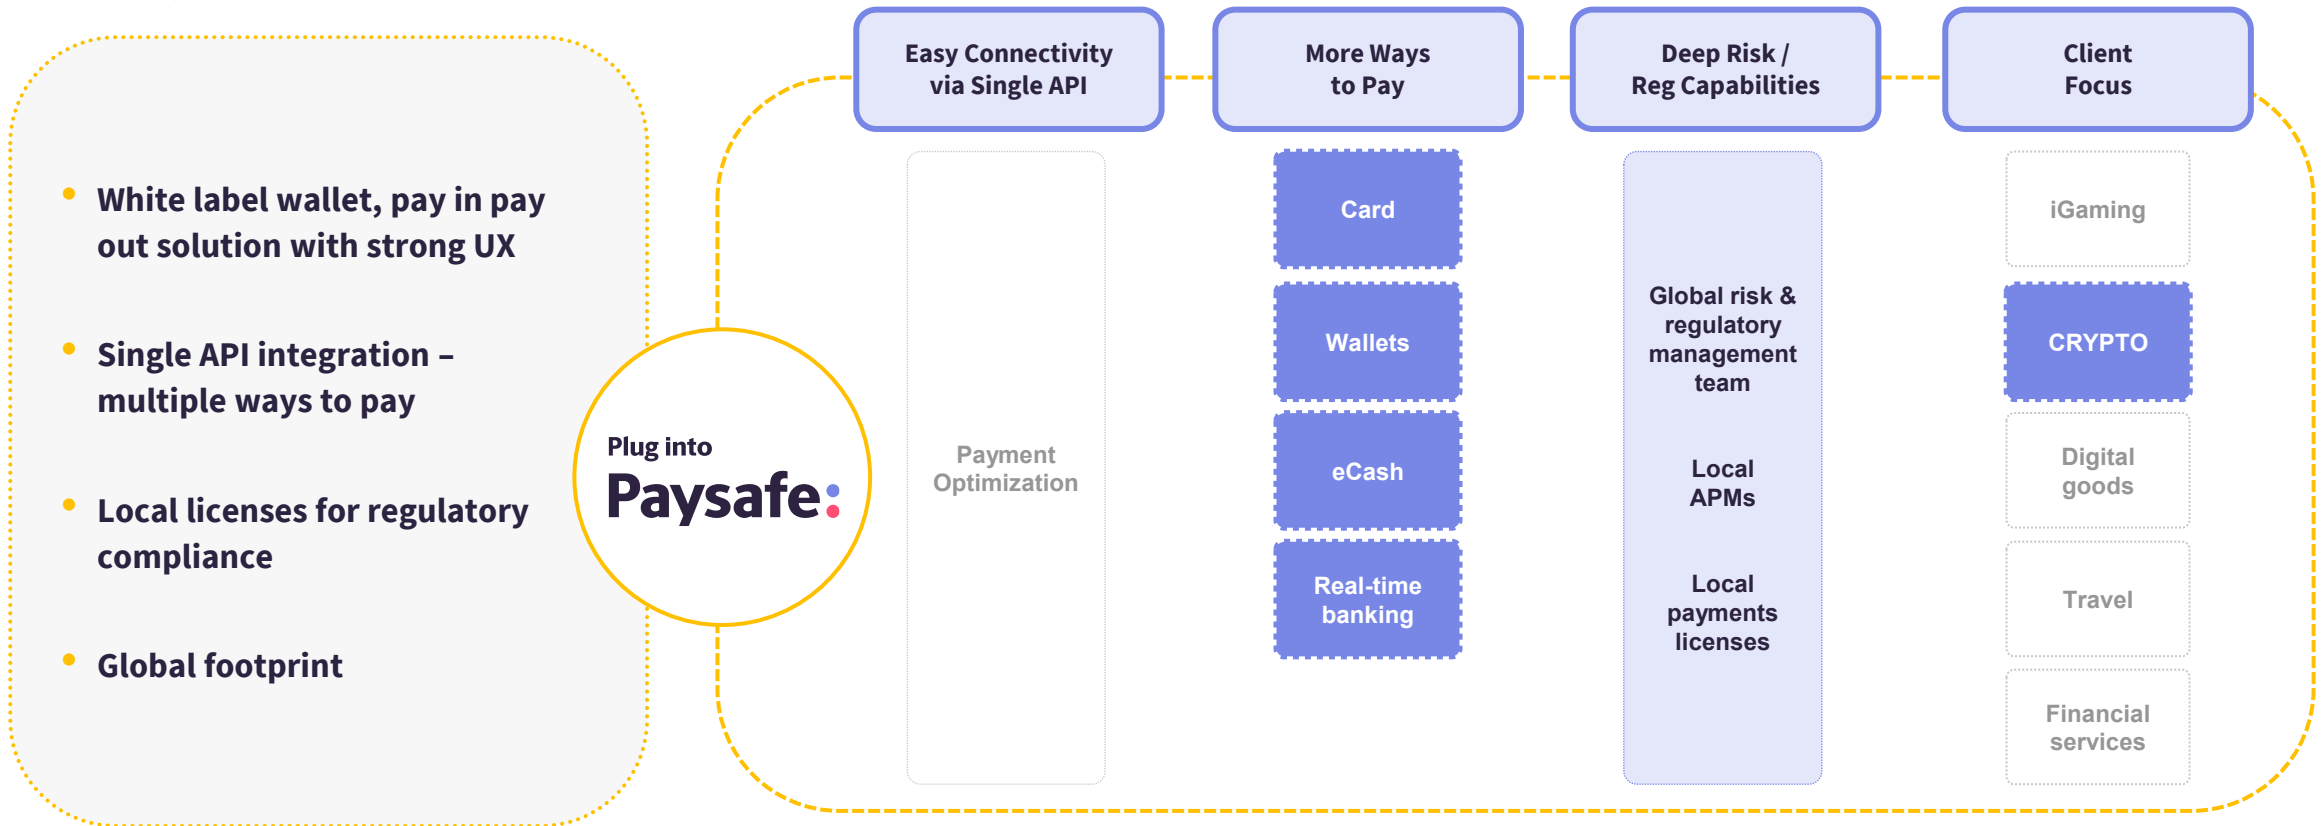 White label wallet, pay in pay
out solution with strong UX
Single API integration –
multiple ways to pay
Local licenses for regulatory
compliance
Global footprint
Plug into
Paysafe:
Easy Connectivity
via Single API
Payment
Optimization
More Ways
to Pay
Card
Wallets
eCash
Real-time
banking
Deep Risk /
Reg Capabilities
Global risk &
regulatory
management
team
Local
APMs
Local
payments
licenses
Client
Focus
iGaming
CRYPTO
Digital
goods
Travel
Financial
services